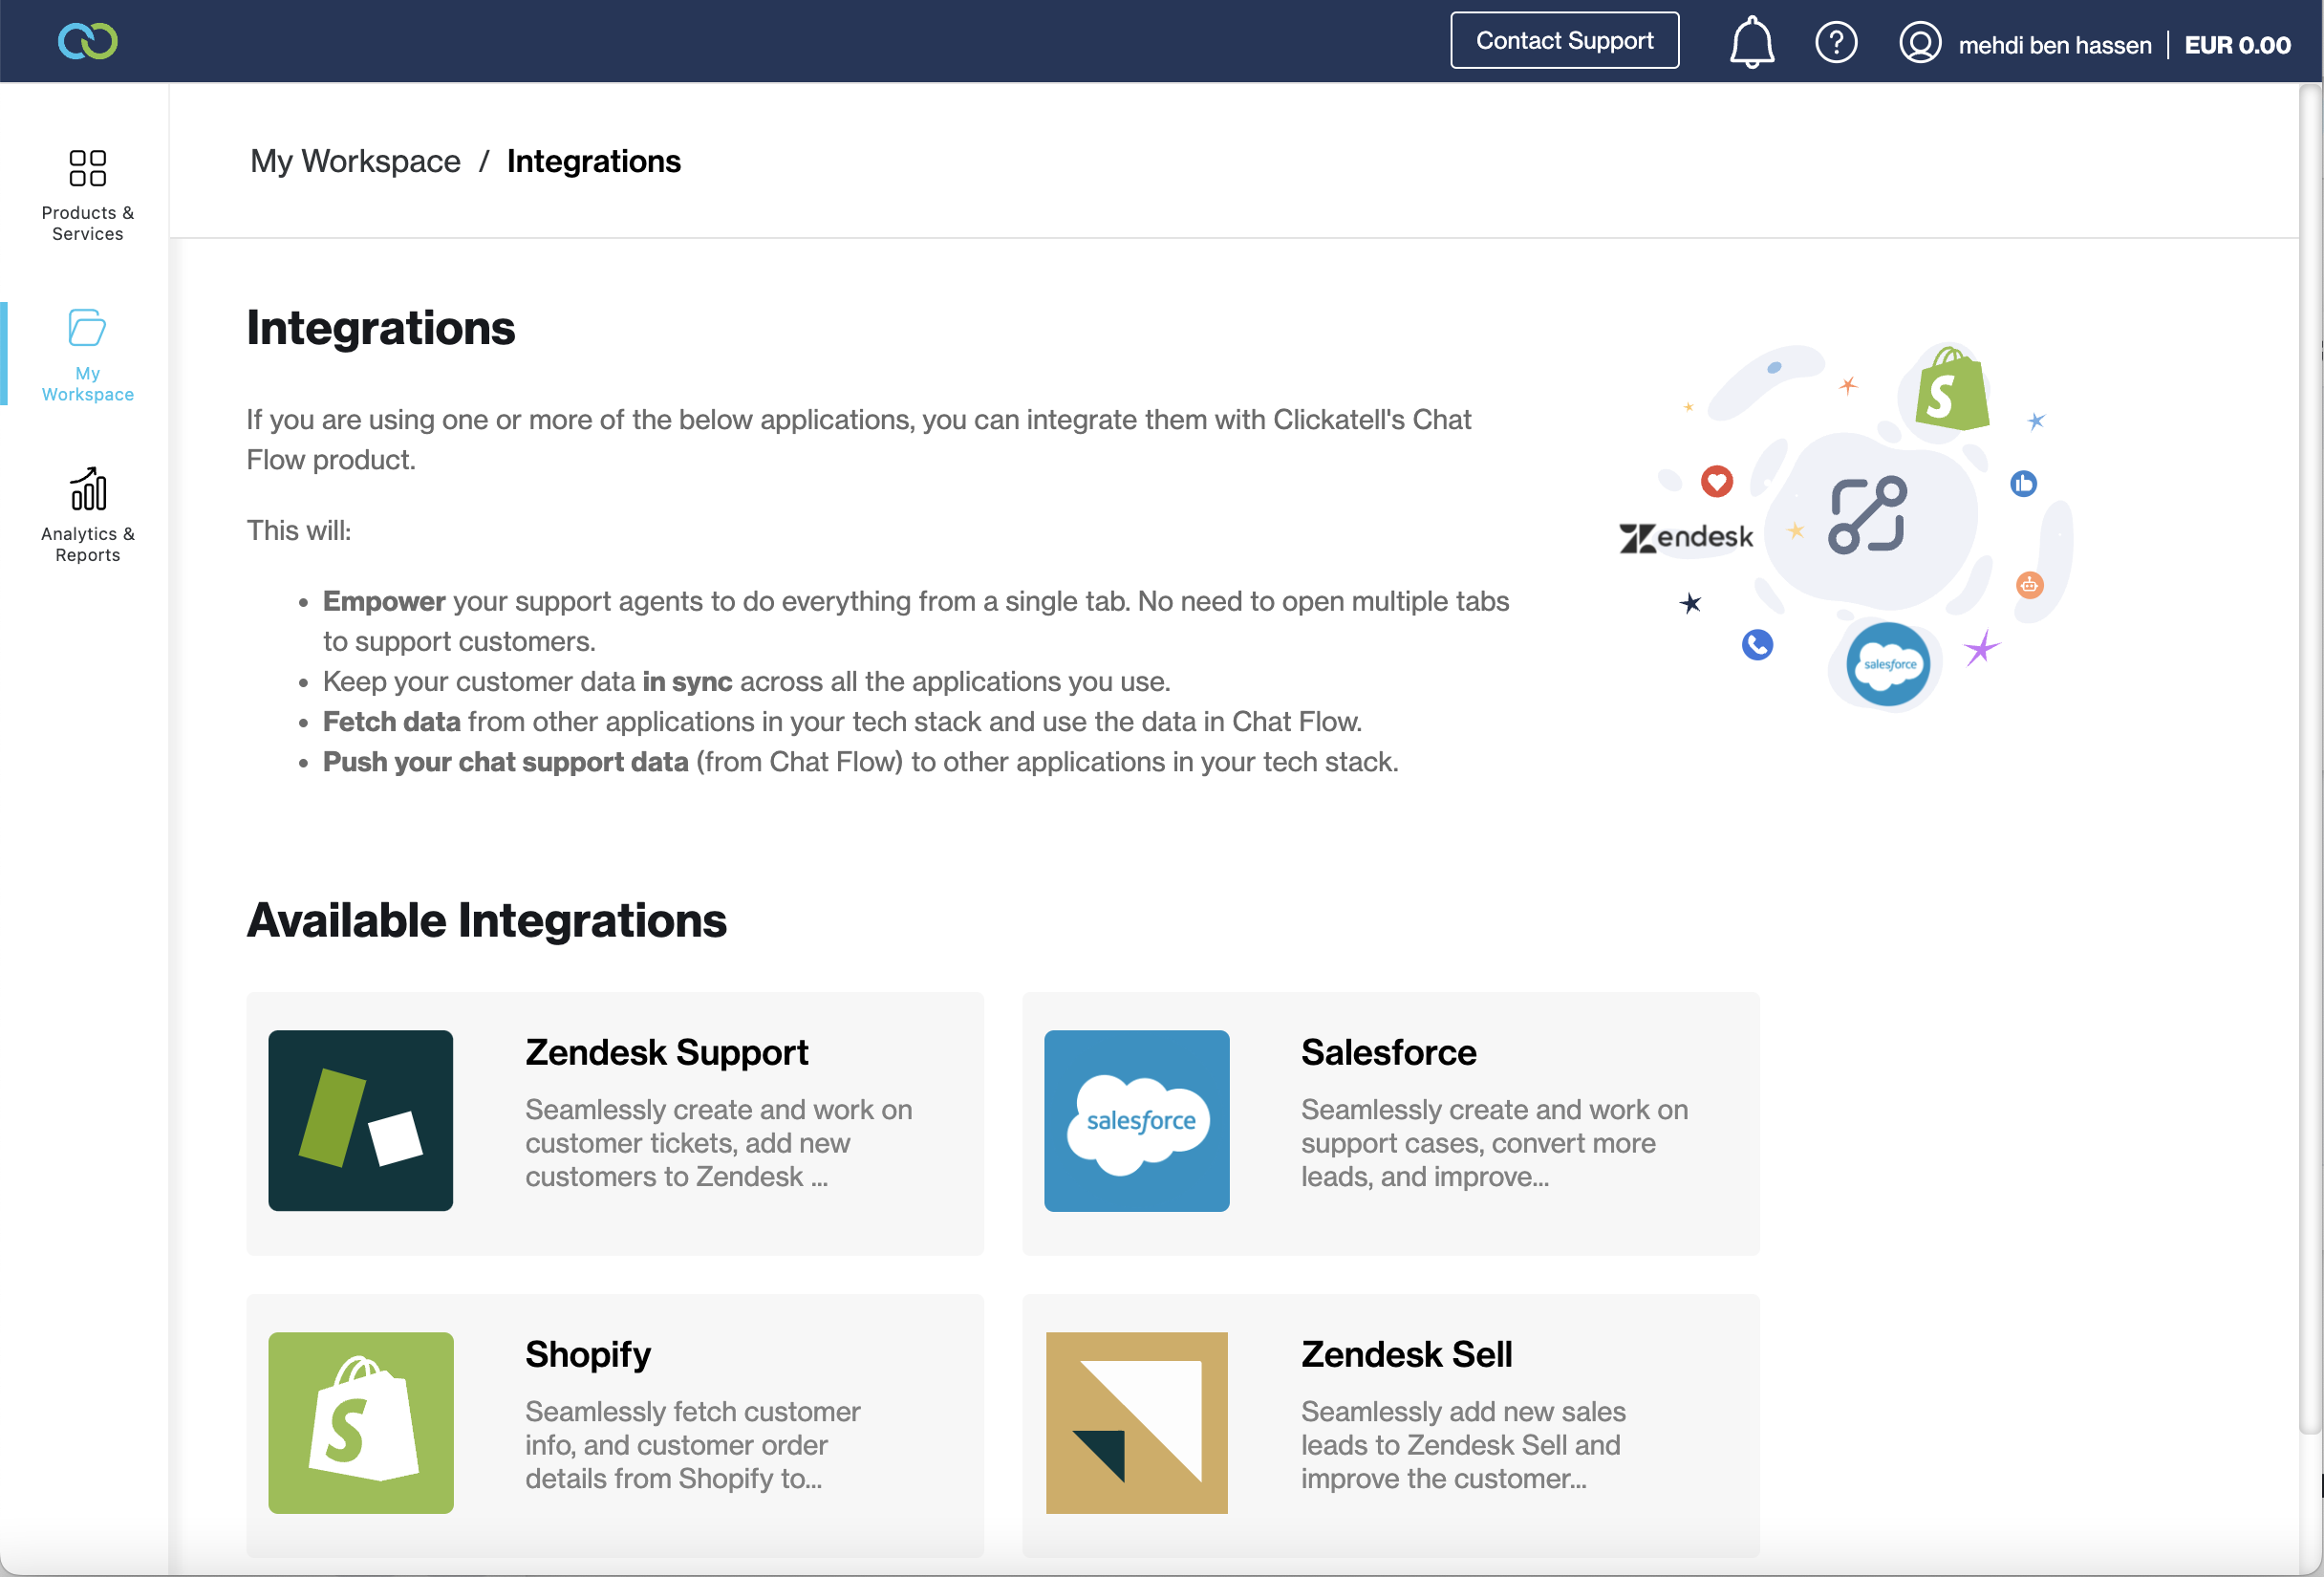 Contact Support
mehdi ben hassen | EUR 0.00
Products &
Services
My
Workspace
Analytics &
Reports
My Workspace / Integrations
Integrations
If you are using one or more of the below applications, you can integrate them with Clickatell's Chat
Flow product.
This will:
• Empower your support agents to do everything from a single tab. No need to open multiple tabs
to support customers.
• Keep your customer data in sync across all the applications you use.
• Fetch data from other applications in your tech stack and use the data in Chat Flow.
• Push your chat support data (from Chat Flow) to other applications in your tech stack.
zendesk
salesforce
Available Integrations
Zendesk Support
Seamlessly create and work on
customer tickets, add new
customers to Zendesk ...
salesforce
Salesforce
Seamlessly create and work on
support cases, convert more
leads, and improve...
Shopify
Seamlessly fetch customer
info, and customer order
details from Shopify to...
Zendesk Sell
Seamlessly add new sales
leads to Zendesk Sell and
improve the customer...